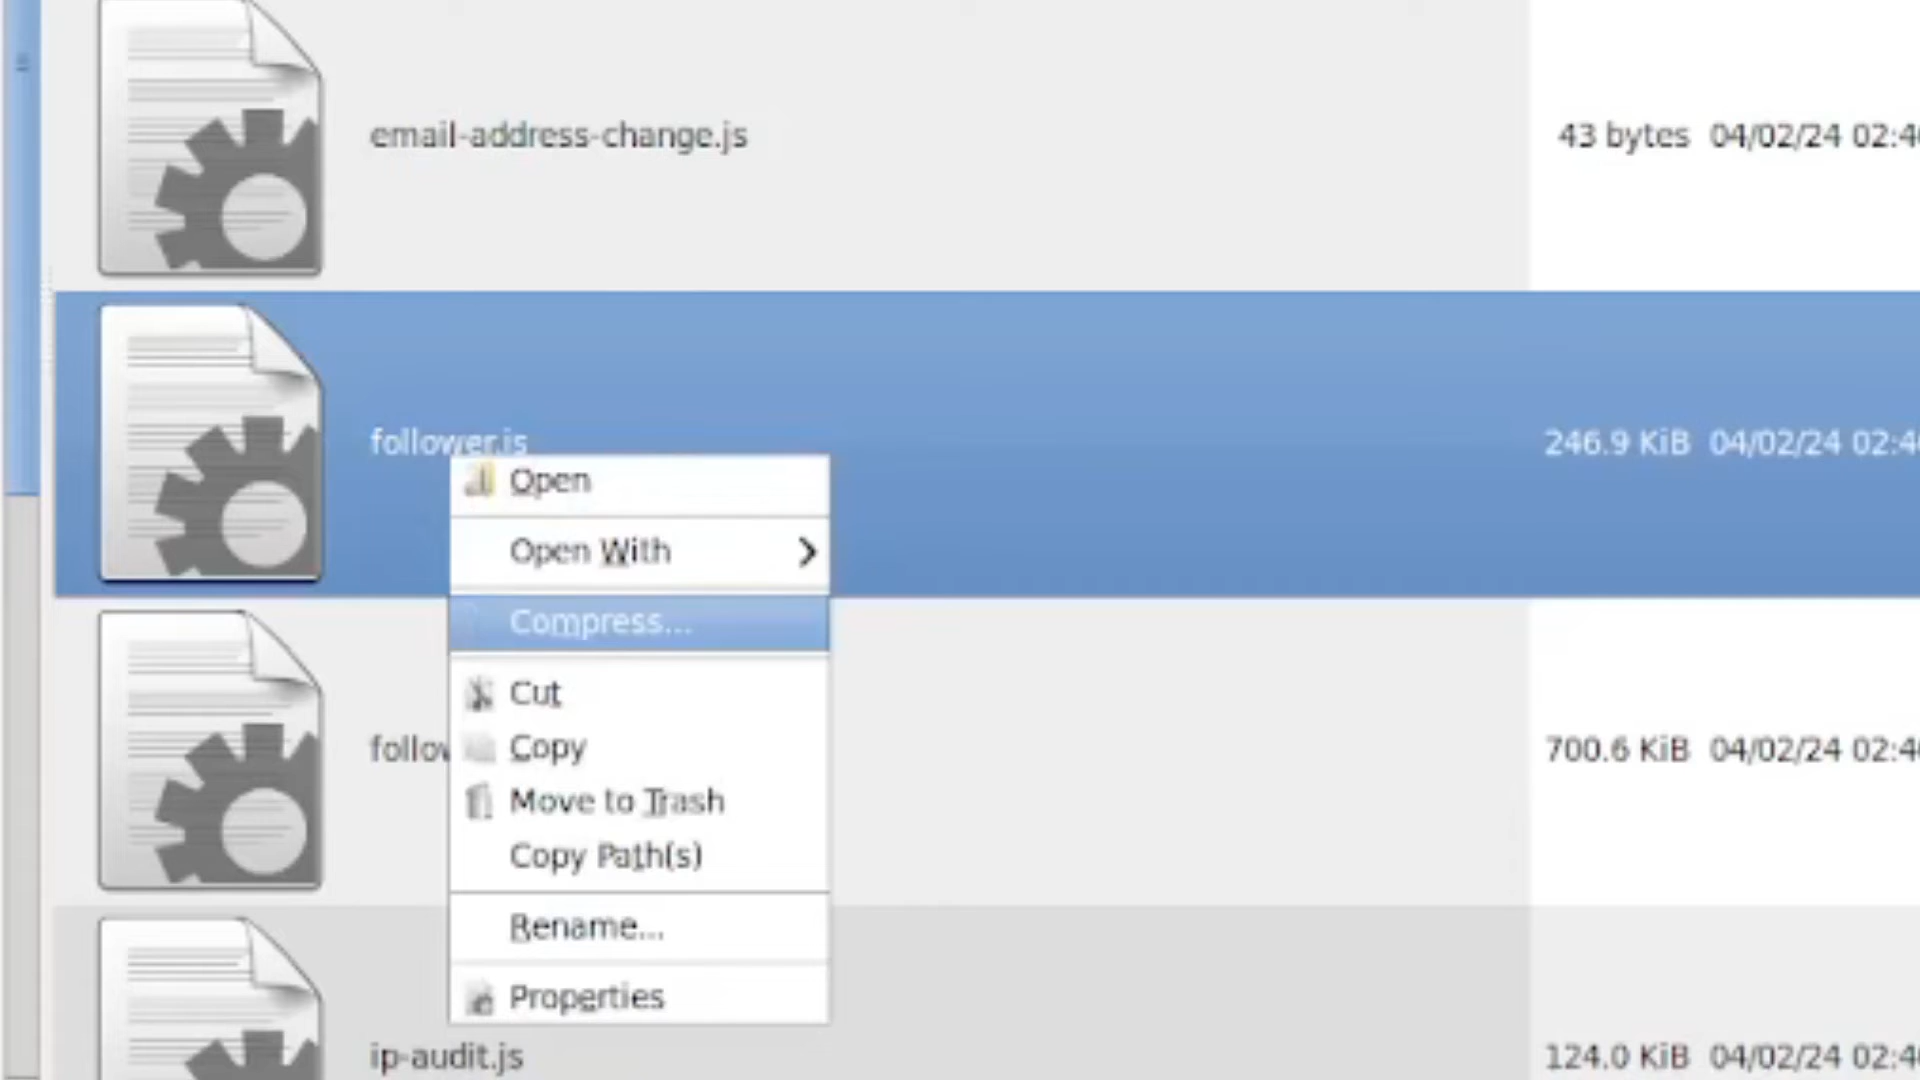 email-address-change.js 43 bytes 04/02/24 02:4
follower.js 246.9 KiB 04/02/24 02:4
Open
Open With
Compress...
Cut
follow 700.6 KiB 04/02/24 02:4
Copy
Move to Trash
Copy Path(s)
Rename...
Properties
ip-audit.js 124.0 KiB 04/02/24 02:4